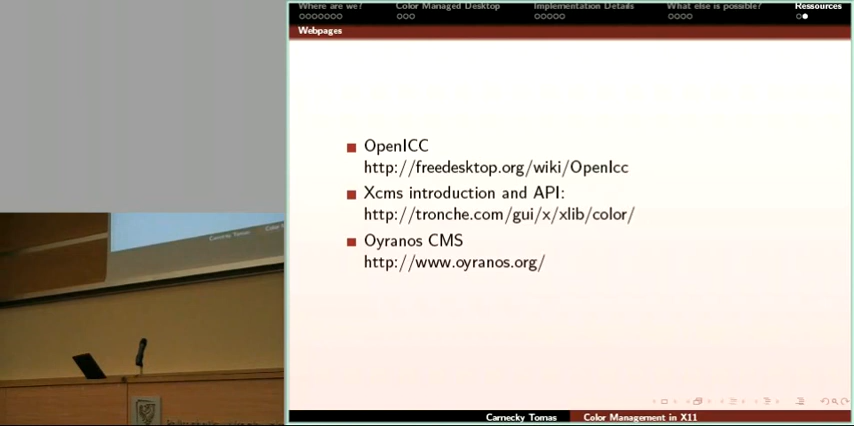 Where are we?
Color Managed Desktop
Implementation Details
What else is possible?
Ressources
Webpages
OpenICC
http://freedesktop.org/wiki/OpenIcc
Xcms introduction and API:
http://tronche.com/gui/x/xlib/color/
Oyranos CMS
http://www.oyranos.org/
Carnecky Tomas
Color Management in X11
Carnecky Tomas